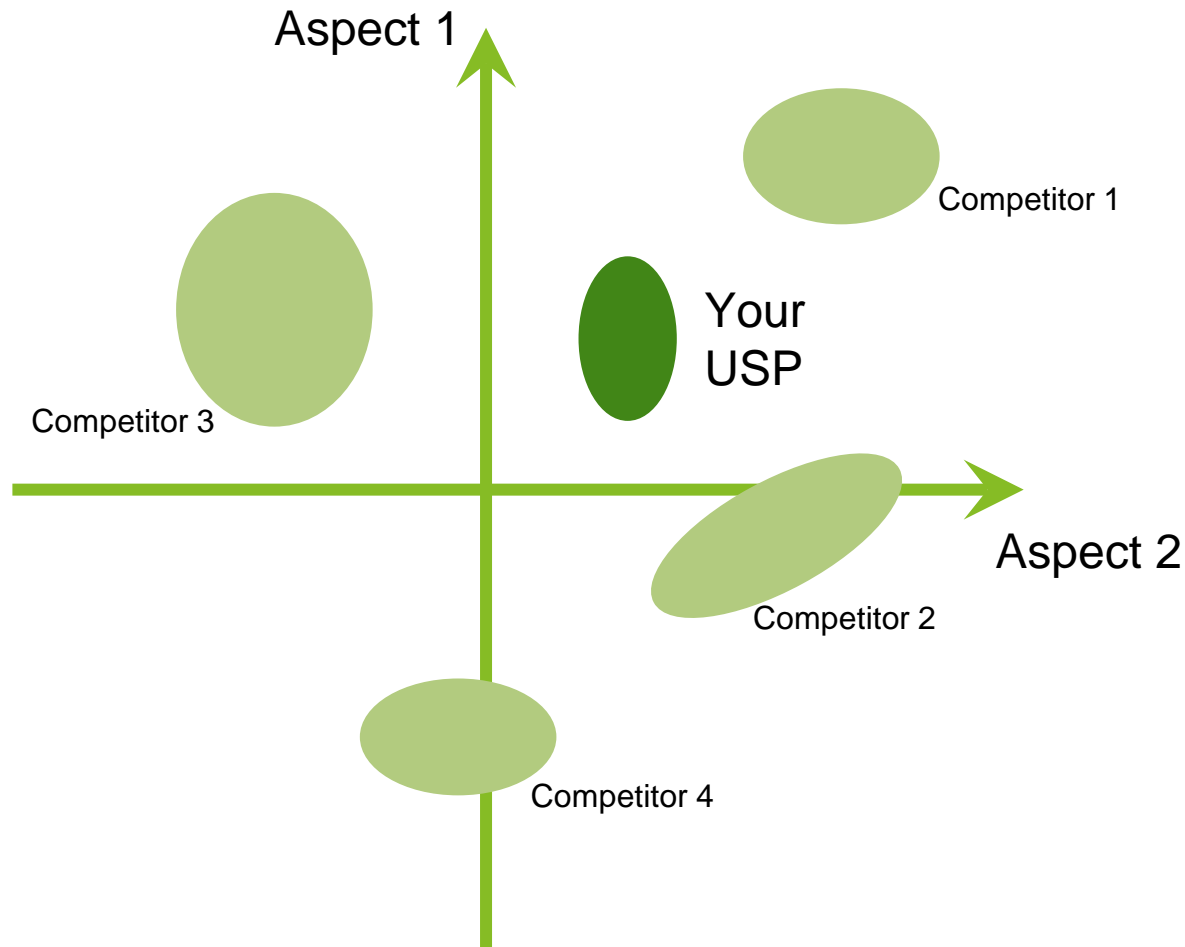 Aspect 1
Competitor 1
Your
USP
Competitor 3
Aspect 2
Competitor 2
Competitor 4